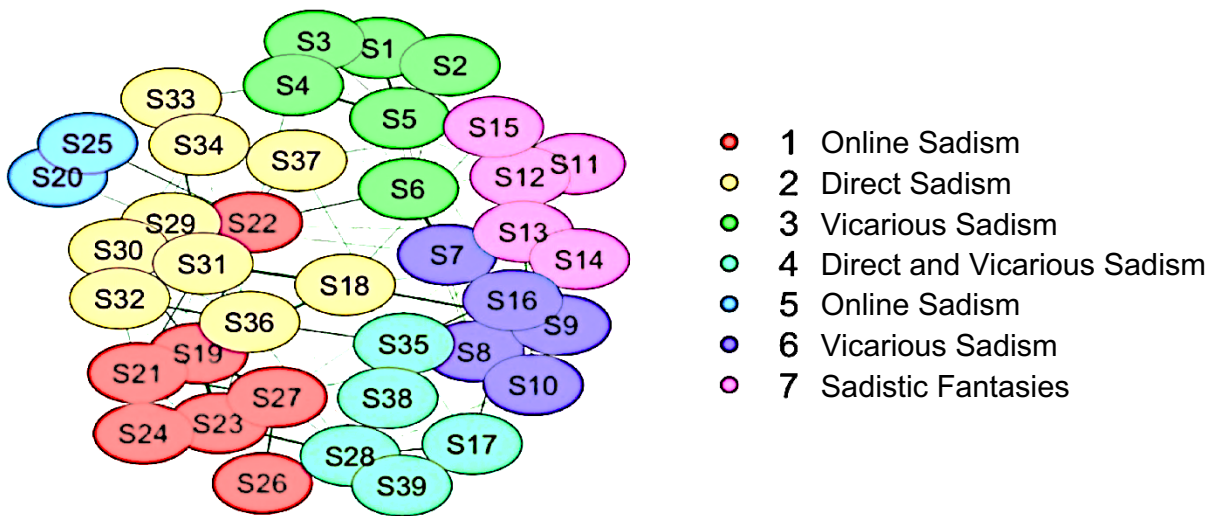 S3
S1
S2
S4
S33
S5
S15
S25
S34
S37
S11
S20
S12
S6
S29
S22
S13
S30
S7
S14
S31
S32
S18
S16
S36
S9
S35
S19
S8
S21
S10
S27
S38
S23
S24
S17
S28
S26
S39
1 Online Sadism
2 Direct Sadism
3 Vicarious Sadism
4 Direct and Vicarious Sadism
5 Online Sadism
6 Vicarious Sadism
7 Sadistic Fantasies